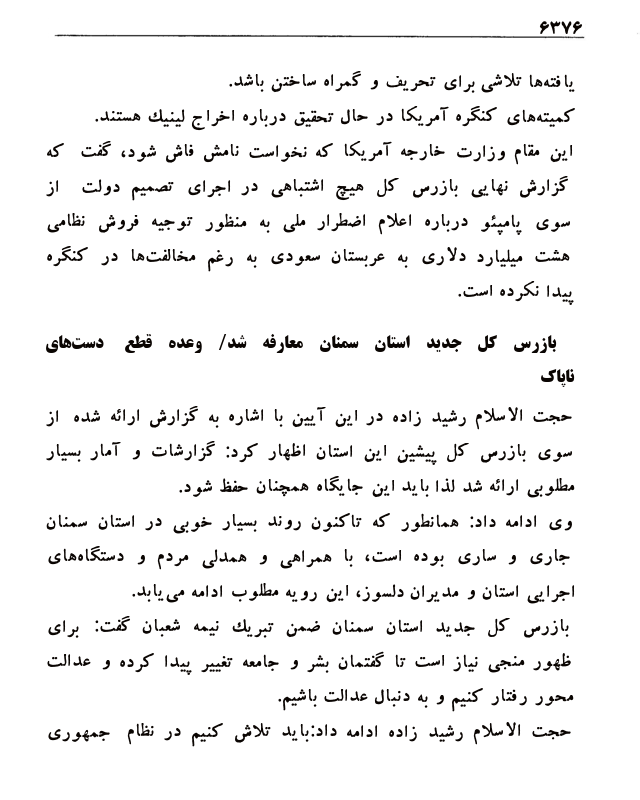 ۶۳۷۶
یافته‌ها تلاشی برای تحریف و گمراه ساختن باشد.
کمیته‌های کنگره آمریکا در حال تحقیق درباره اخراج لینیك هستند.
این مقام وزارت خارجه آمریکا که نخواست نامش فاش شود، گفت که
گزارش نهایی بازرس کل هیچ اشتباهی در اجرای تصمیم دولت از
سوی پامپئو درباره اعلام اضطرار ملی به منظور توجیه فروش نظامی
هشت میلیارد دلاری به عربستان سعودی به رغم مخالفت‌ها در کنگره
پیدا نکرده است.
بازرس کل جدید استان سمنان معارفه شد/ وعده قطع دست‌های
ناپاک
حجت الاسلام رشید زاده در این آیین با اشاره به گزارش ارائه شده از
سوی بازرس کل پیشین این استان اظهار کرد: گزارشات و آمار بسیار
مطلوبی ارائه شد لذا باید این جایگاه همچنان حفظ شود.
وی ادامه داد: همانطور که تاکنون روند بسیار خوبی در استان سمنان
جاری و ساری بوده است، با همراهی و همدلی مردم و دستگاه‌های
اجرایی استان و مدیران دلسوز، این رویه مطلوب ادامه می‌یابد.
بازرس کل جدید استان سمنان ضمن تبریك نیمه شعبان گفت: برای
ظهور منجی نیاز است تا گفتمان بشر و جامعه تغییر پیدا کرده و عدالت
محور رفتار کنیم و به دنبال عدالت باشیم.
حجت الاسلام رشید زاده ادامه داد:باید تلاش کنیم در نظام جمهوری